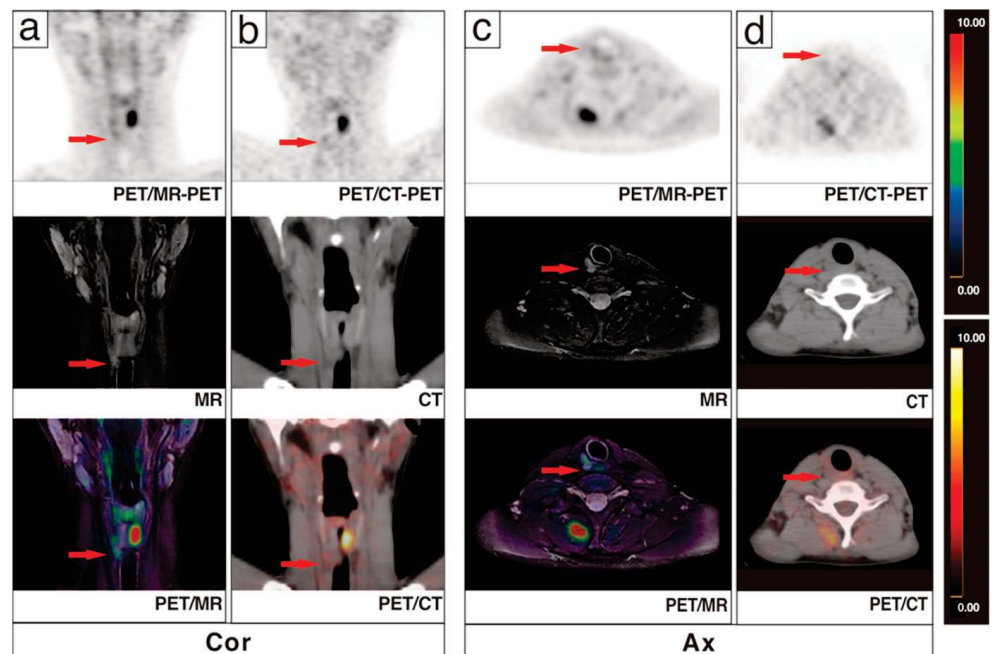 a
b
c
d
10.00
0.00
PET/MR-PET
PET/CT-PET
PET/MR-PET
PET/CT-PET
MR
CT
MR
CT
10.00
0.00
PET/MR
PET/CT
PET/MR
PET/CT
Cor
Ax